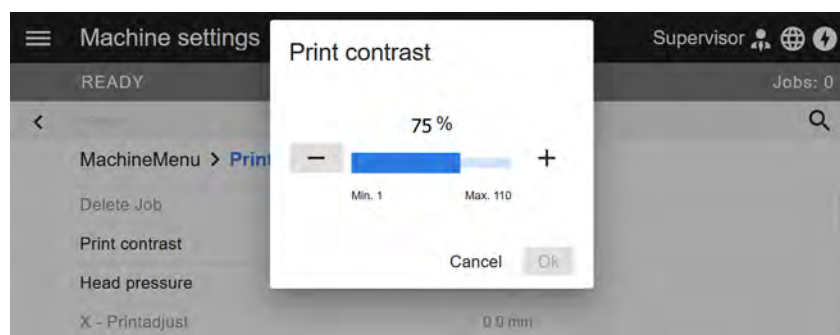 Machine settings
Supervisor
READY
Jobs: 0
Print contrast
75 %
Min. 1
Max. 110
Cancel
Ok
MachineMenu > Print
Delete Job
Print contrast
Head pressure
X - Printadjust
0.0 mm